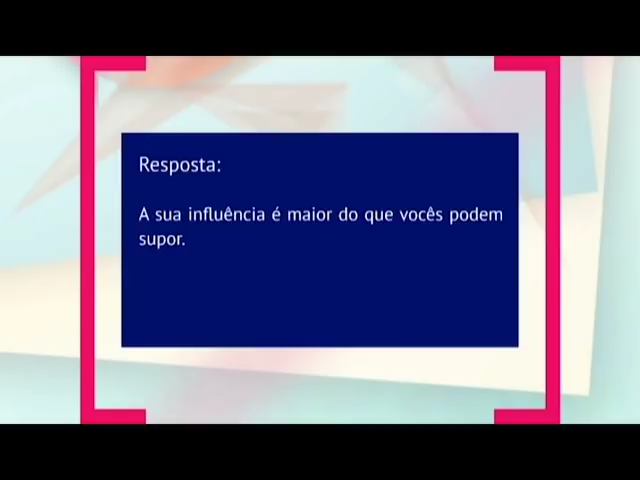 Resposta:
A sua influência é maior do que vocês podem
supor.